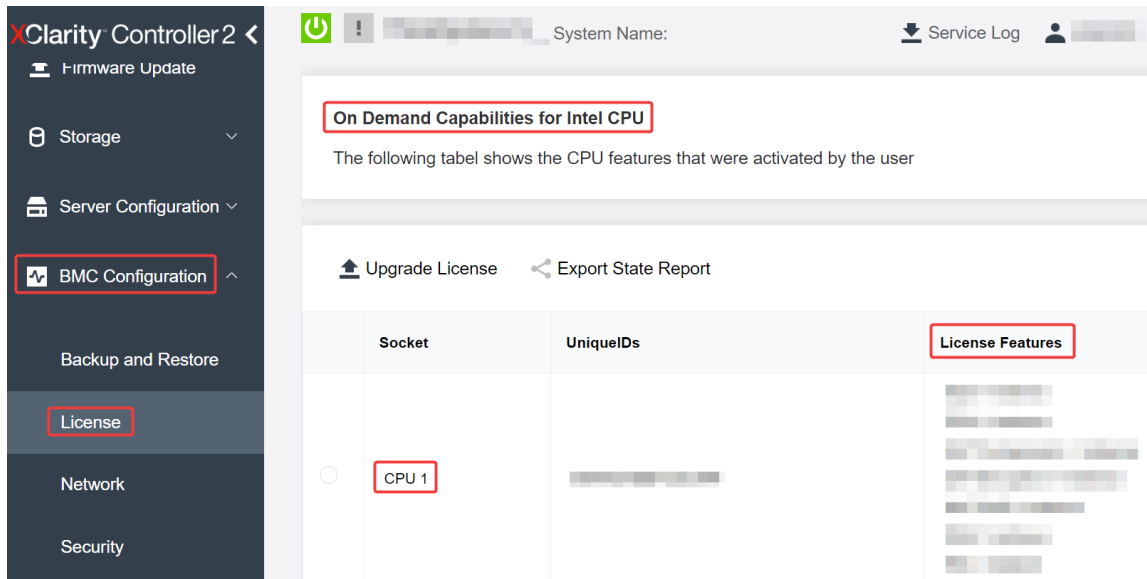 XClarity Controller 2
Firmware Update
Storage
Server Configuration
BMC Configuration
Backup and Restore
License
Network
Security
System Name:
Service Log
On Demand Capabilities for Intel CPU
The following tabel shows the CPU features that were activated by the user
Upgrade License
Export State Report
Socket
UniqueIDs
License Features
CPU 1